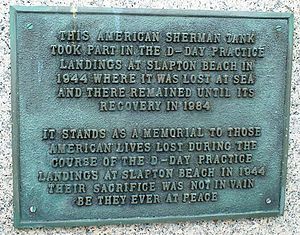 THIS AMERICAN SHERMAN TANK
TOOK PART IN THE D-DAY PRACTICE
LANDINGS AT SLAPTON BEACH IN
1944 WHERE IT WAS LOST AT SEA
AND THERE REMAINED UNTIL ITS
RECOVERY IN 1984
IT STANDS AS A MEMORIAL TO THOSE
AMERICAN LIVES LOST DURING THE
COURSE OF THE D-DAY PRACTICE
LANDINGS AT SLAPTON BEACH IN 1944
THEIR SACRIFICE WAS NOT IN VAIN
BE THEY EVER AT PEACE